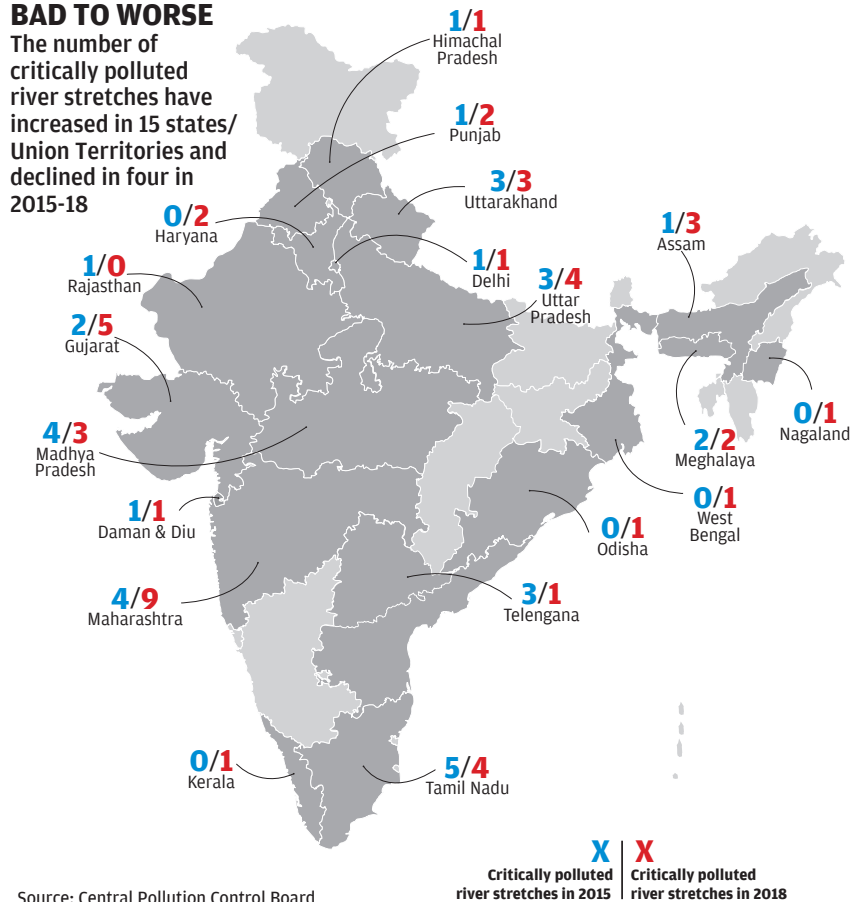 BAD TO WORSE
The number of
critically polluted
river stretches have
increased in 15 states/
Union Territories and
declined in four in
2015-18
1/1
Himachal
Pradesh
1/2
Punjab
3/3
Uttarakhand
0/2
Haryana
1/1
Delhi
1/3
Assam
1/0
Rajasthan
3/4
Uttar
Pradesh
2/5
Gujarat
0/1
Nagaland
4/3
Madhya
Pradesh
2/2
Meghalaya
0/1
West
Bengal
1/1
Daman & Diu
0/1
Odisha
4/9
Maharashtra
3/1
Telengana
0/1
Kerala
5/4
Tamil Nadu
X | X
Critically polluted | Critically polluted
river stretches in 2015 | river stretches in 2018
Source: Central Pollution Control Board